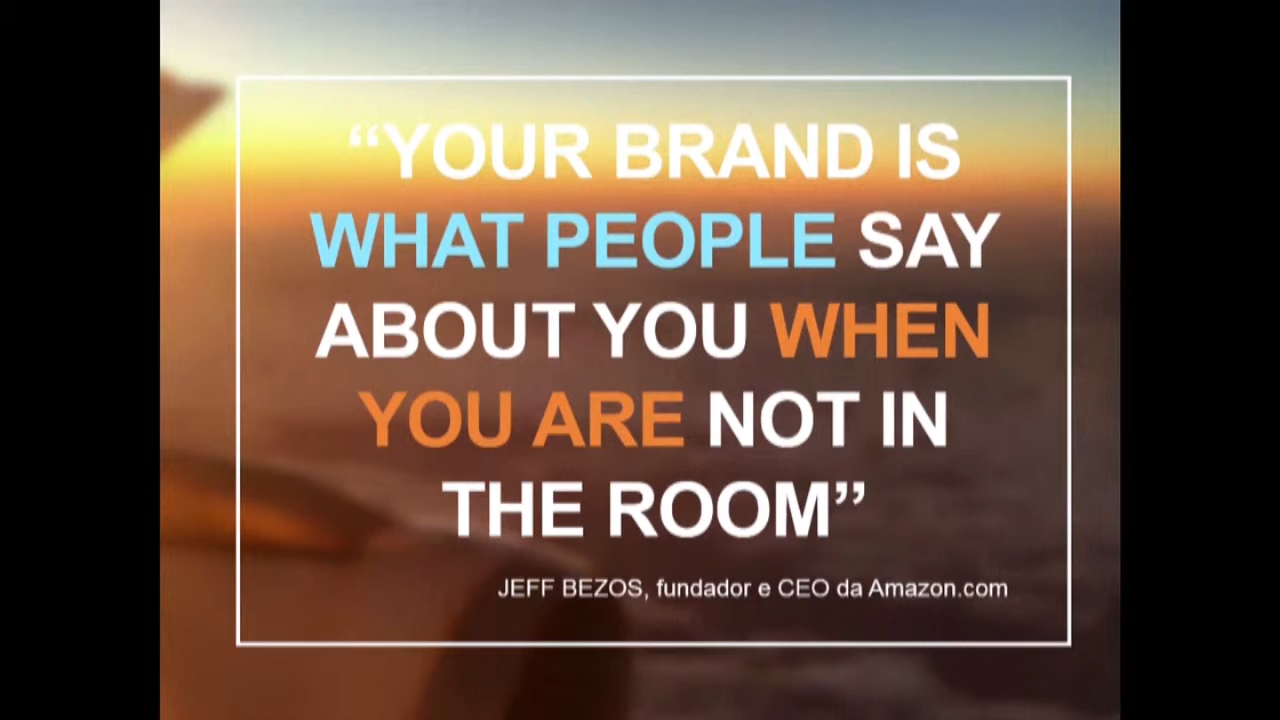 “YOUR BRAND IS
WHAT PEOPLE SAY
ABOUT YOU WHEN
YOU ARE NOT IN
THE ROOM”
JEFF BEZOS, fundador e CEO da Amazon.com